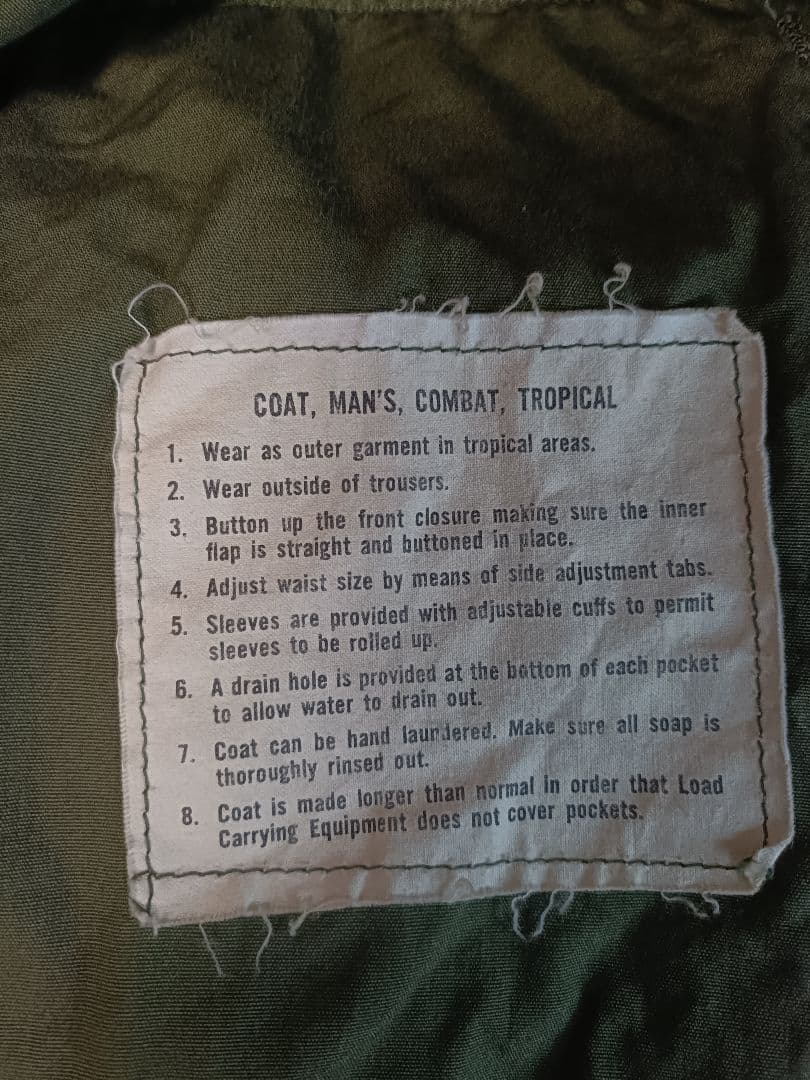 COAT, MAN'S, COMBAT, TROPICAL
1. Wear as outer garment in tropical areas.
2. Wear outside of trousers.
3. Button up the front closure making sure the inner
flap is straight and buttoned in place.
4. Adjust waist size by means of side adjustment tabs.
5. Sleeves are provided with adjustable cuffs to permit
sleeves to be rolled up.
6. A drain hole is provided at the bottom of each pocket
to allow water to drain out.
7. Coat can be hand laundered. Make sure all soap is
thoroughly rinsed out.
8. Coat is made longer than normal in order that Load
Carrying Equipment does not cover pockets.